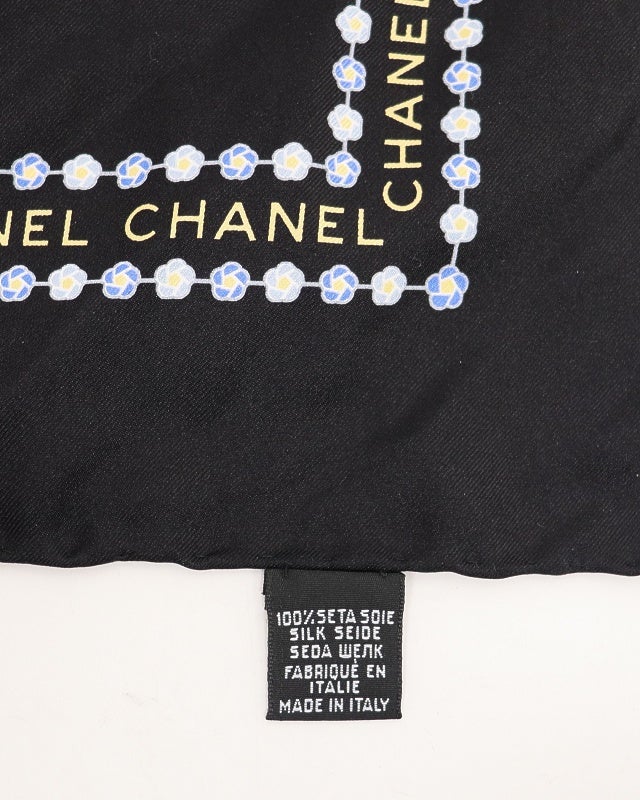 CHANEL
NEL CHANEL
100% SETA SOIE
SILK SEIDE
SEDA ШЕЛК
FABRIQUÉ EN
ITALIE
MADE IN ITALY